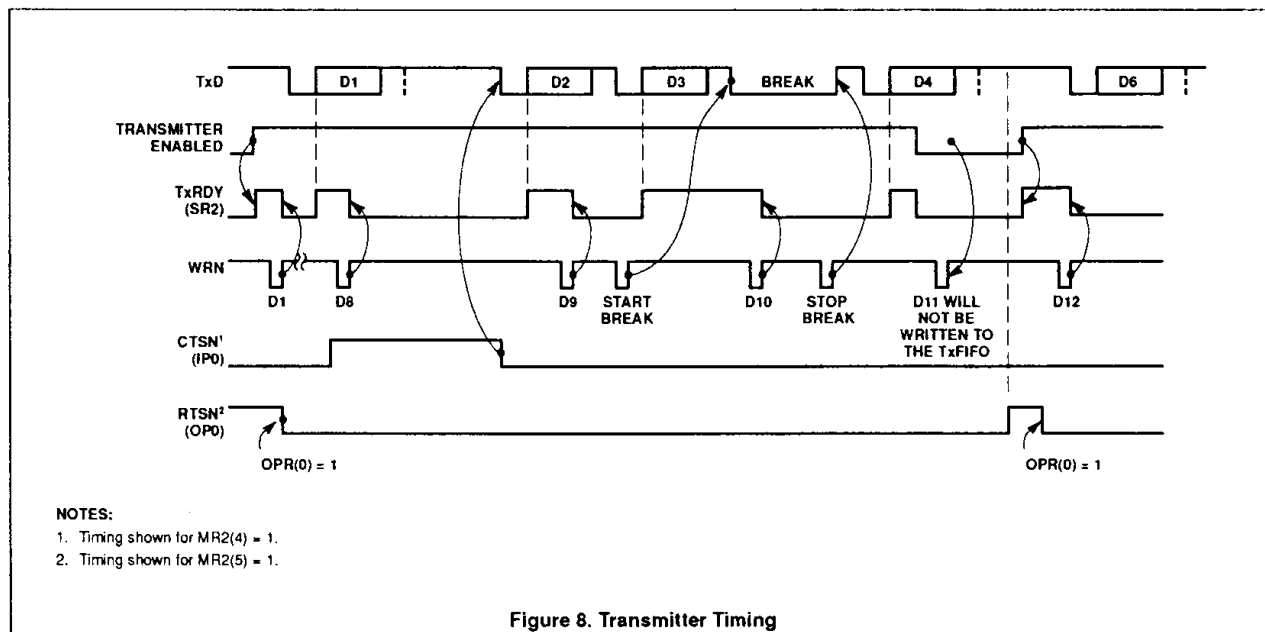 TxD
D1
D2
D3
BREAK
D4
D6
TRANSMITTER
ENABLED
TxRDY
(SR2)
WRN
D1
D8
D9
START
BREAK
D10
STOP
BREAK
D11 WILL
NOT BE
WRITTEN TO
THE TxFIFO
D12
CTSN¹
(IP0)
RTSN²
(OP0)
OPR(0) = 1
OPR(0) = 1
NOTES:
1. Timing shown for MR2(4) = 1.
2. Timing shown for MR2(5) = 1.
Figure 8. Transmitter Timing